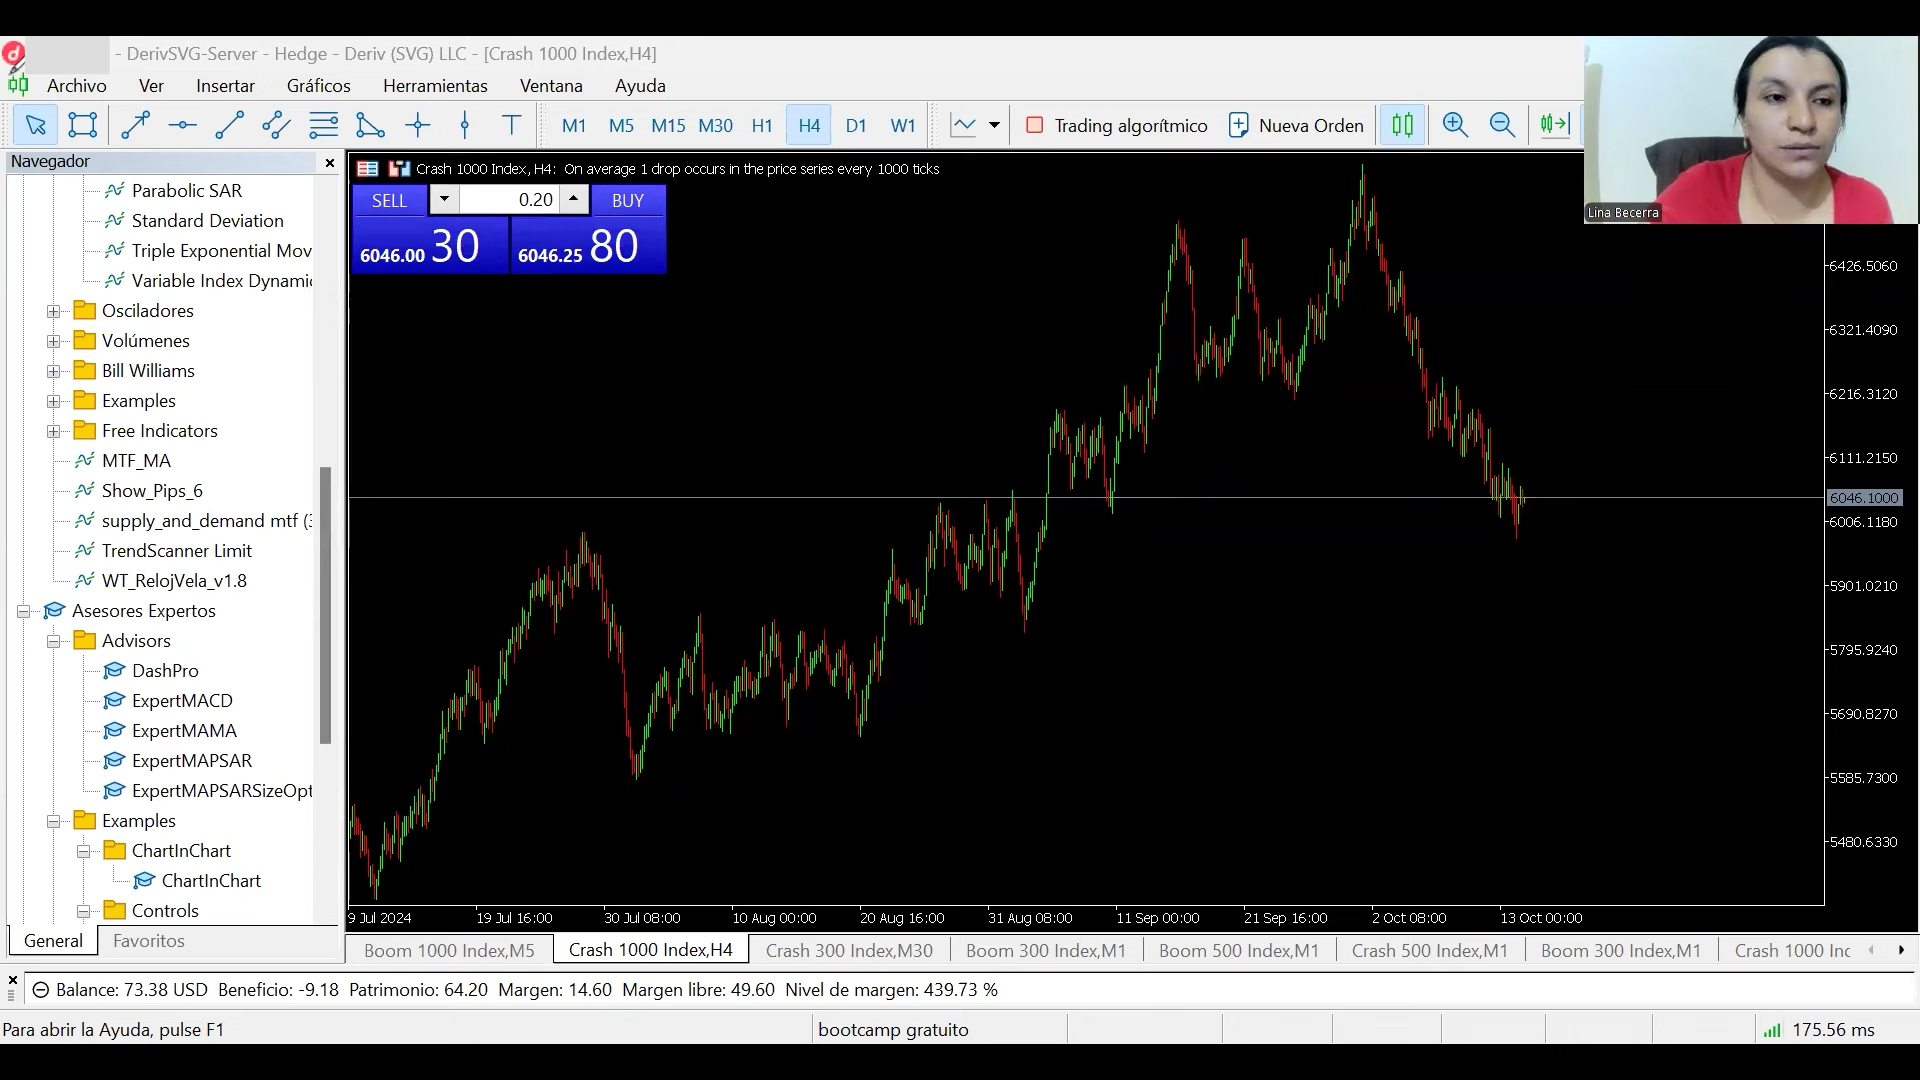 - DerivSVG-Server - Hedge - Deriv (SVG) LLC - [Crash 1000 Index,H4]
Archivo Ver Insertar Gráficos Herramientas Ventana Ayuda
T M1 M5 M15 M30 H1 H4 D1 W1 Trading algorítmico Nueva Orden
Lina Becerra
Navegador
Parabolic SAR
Standard Deviation
Triple Exponential Mov
Variable Index Dynamic
Osciladores
Volúmenes
Bill Williams
Examples
Free Indicators
MTF_MA
Show_Pips_6
supply_and_demand mtf (3
TrendScanner Limit
WT_RelojVela_v1.8
Asesores Expertos
Advisors
DashPro
ExpertMACD
ExpertMAMA
ExpertMAPSAR
ExpertMAPSARSizeOpt
Examples
ChartInChart
ChartInChart
Controls
General Favoritos
Crash 1000 Index, H4: On average 1 drop occurs in the price series every 1000 ticks
SELL 0.20 BUY
6046.00 30 6046.25 80
6426.5060
6321.4090
6216.3120
6111.2150
6046.1000
6006.1180
5901.0210
5795.9240
5690.8270
5585.7300
5480.6330
9 Jul 2024 19 Jul 16:00 30 Jul 08:00 10 Aug 00:00 20 Aug 16:00 31 Aug 08:00 11 Sep 00:00 21 Sep 16:00 2 Oct 08:00 13 Oct 00:00
Boom 1000 Index,M5 Crash 1000 Index,H4 Crash 300 Index,M30 Boom 300 Index,M1 Boom 500 Index,M1 Crash 500 Index,M1 Boom 300 Index,M1 Crash 1000 Inc
Balance: 73.38 USD Beneficio: -9.18 Patrimonio: 64.20 Margen: 14.60 Margen libre: 49.60 Nivel de margen: 439.73 %
Para abrir la Ayuda, pulse F1 bootcamp gratuito 175.56 ms